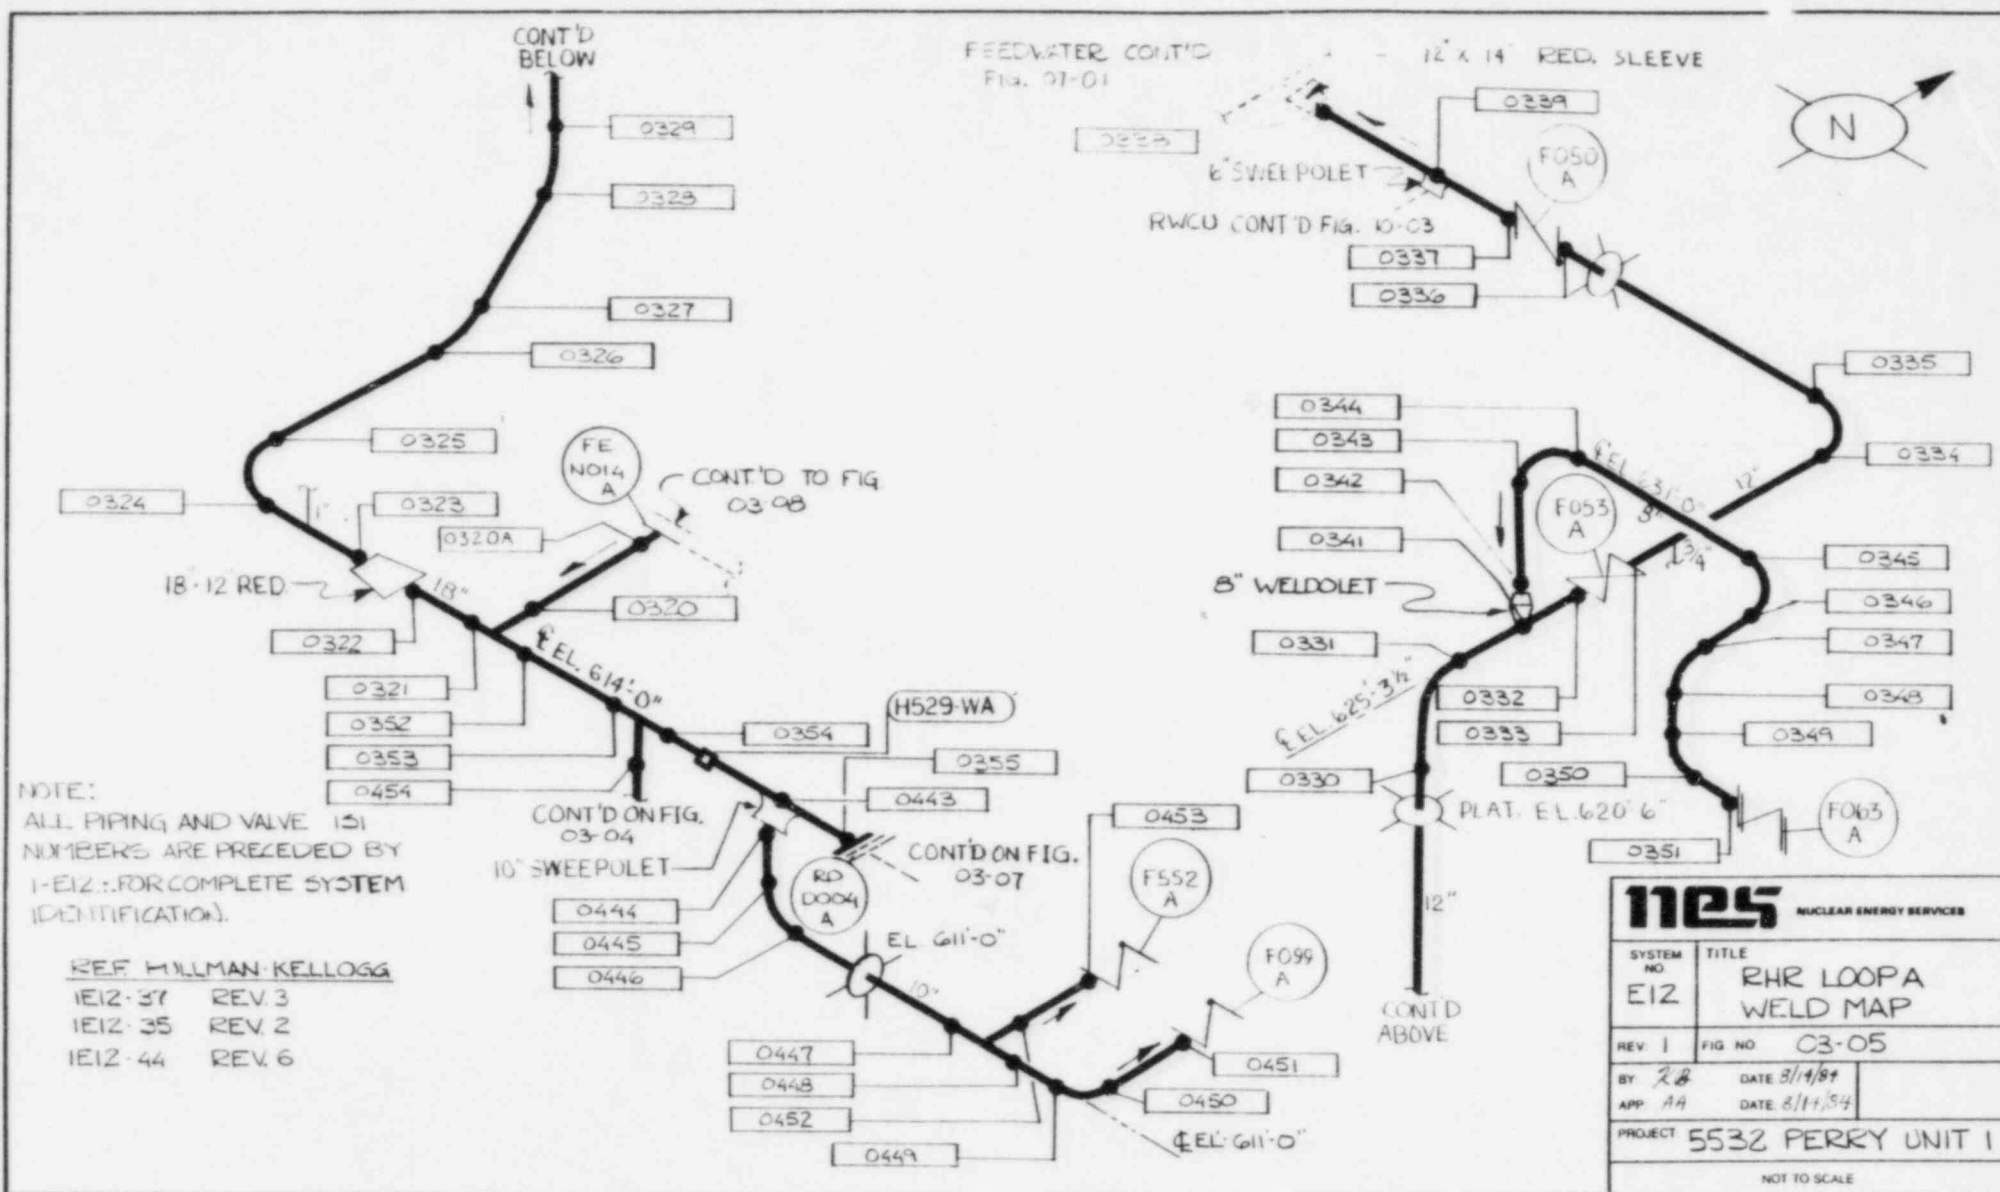 CONT'D
BELOW
0329
0328
0327
0326
0325
0324
1"
0323
FE
N014
A
CONT'D TO FIG
03-08
0320A
18-12 RED.
18"
0320
0322
0321
0352
0353
0454
℄ EL. 614'-0"
H529-WA
0354
0355
0443
CONT'D ON FIG.
03-04
10" SWEEPOLET
CONT'D ON FIG.
03-07
RO
D004
A
0444
0445
0446
EL. 611'-0"
10"
0453
F552
A
F099
A
0447
0448
0452
0449
0451
0450
℄ EL. 611'-0"
FEEDWATER CONT'D
FIG. 07-01
12" X 14" RED. SLEEVE
0339
6" SWEEPOLET
RWCU CONT'D FIG. 10-03
F050
A
N
0337
0336
0335
0334
12"
0344
0343
0342
0341
℄ EL. 631'-0"
8"
F053
A
3/4"
8" WELDOLET
0331
0332
0333
℄ EL. 625'-3½"
0345
0346
0347
0348
0349
0350
0351
0330
PLAT. EL. 620'6"
F063
A
12"
CONT'D
ABOVE
NOTE:
ALL PIPING AND VALVE ISI
NUMBERS ARE PRECEDED BY
1-E12-.FOR COMPLETE SYSTEM
IDENTIFICATION).
REF. HILLMAN-KELLOGG
1E12-37 REV. 3
1E12-35 REV. 2
1E12-44 REV. 6
nes NUCLEAR ENERGY SERVICES
SYSTEM NO. E12
TITLE
RHR LOOP A
WELD MAP
REV. 1 FIG NO. 03-05
BY KB DATE 8/14/84
APP AA DATE 8/14/84
PROJECT 5532 PERRY UNIT 1
NOT TO SCALE